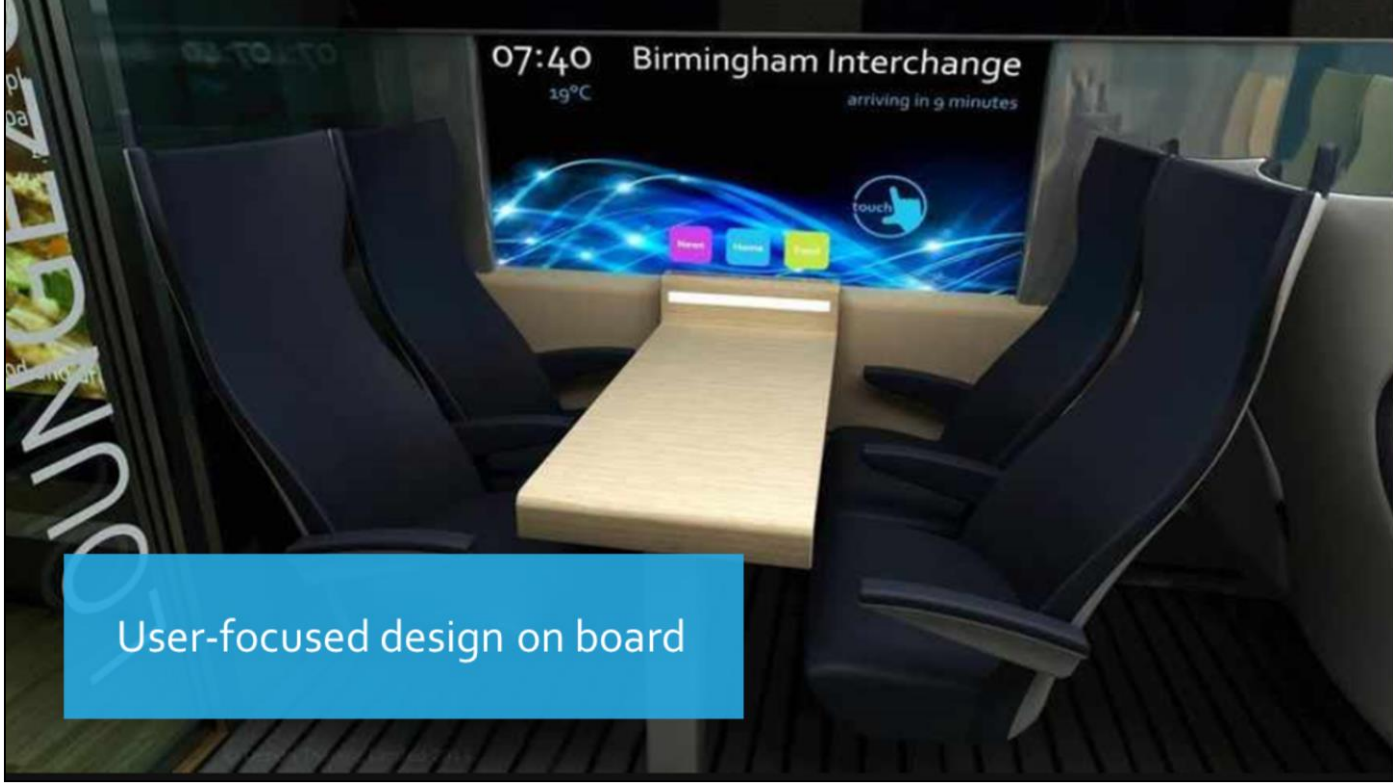 07:40
Birmingham Interchange
19°C
arriving in 9 minutes
touch
News
Home
Food
LOUNGE
User-focused design on board